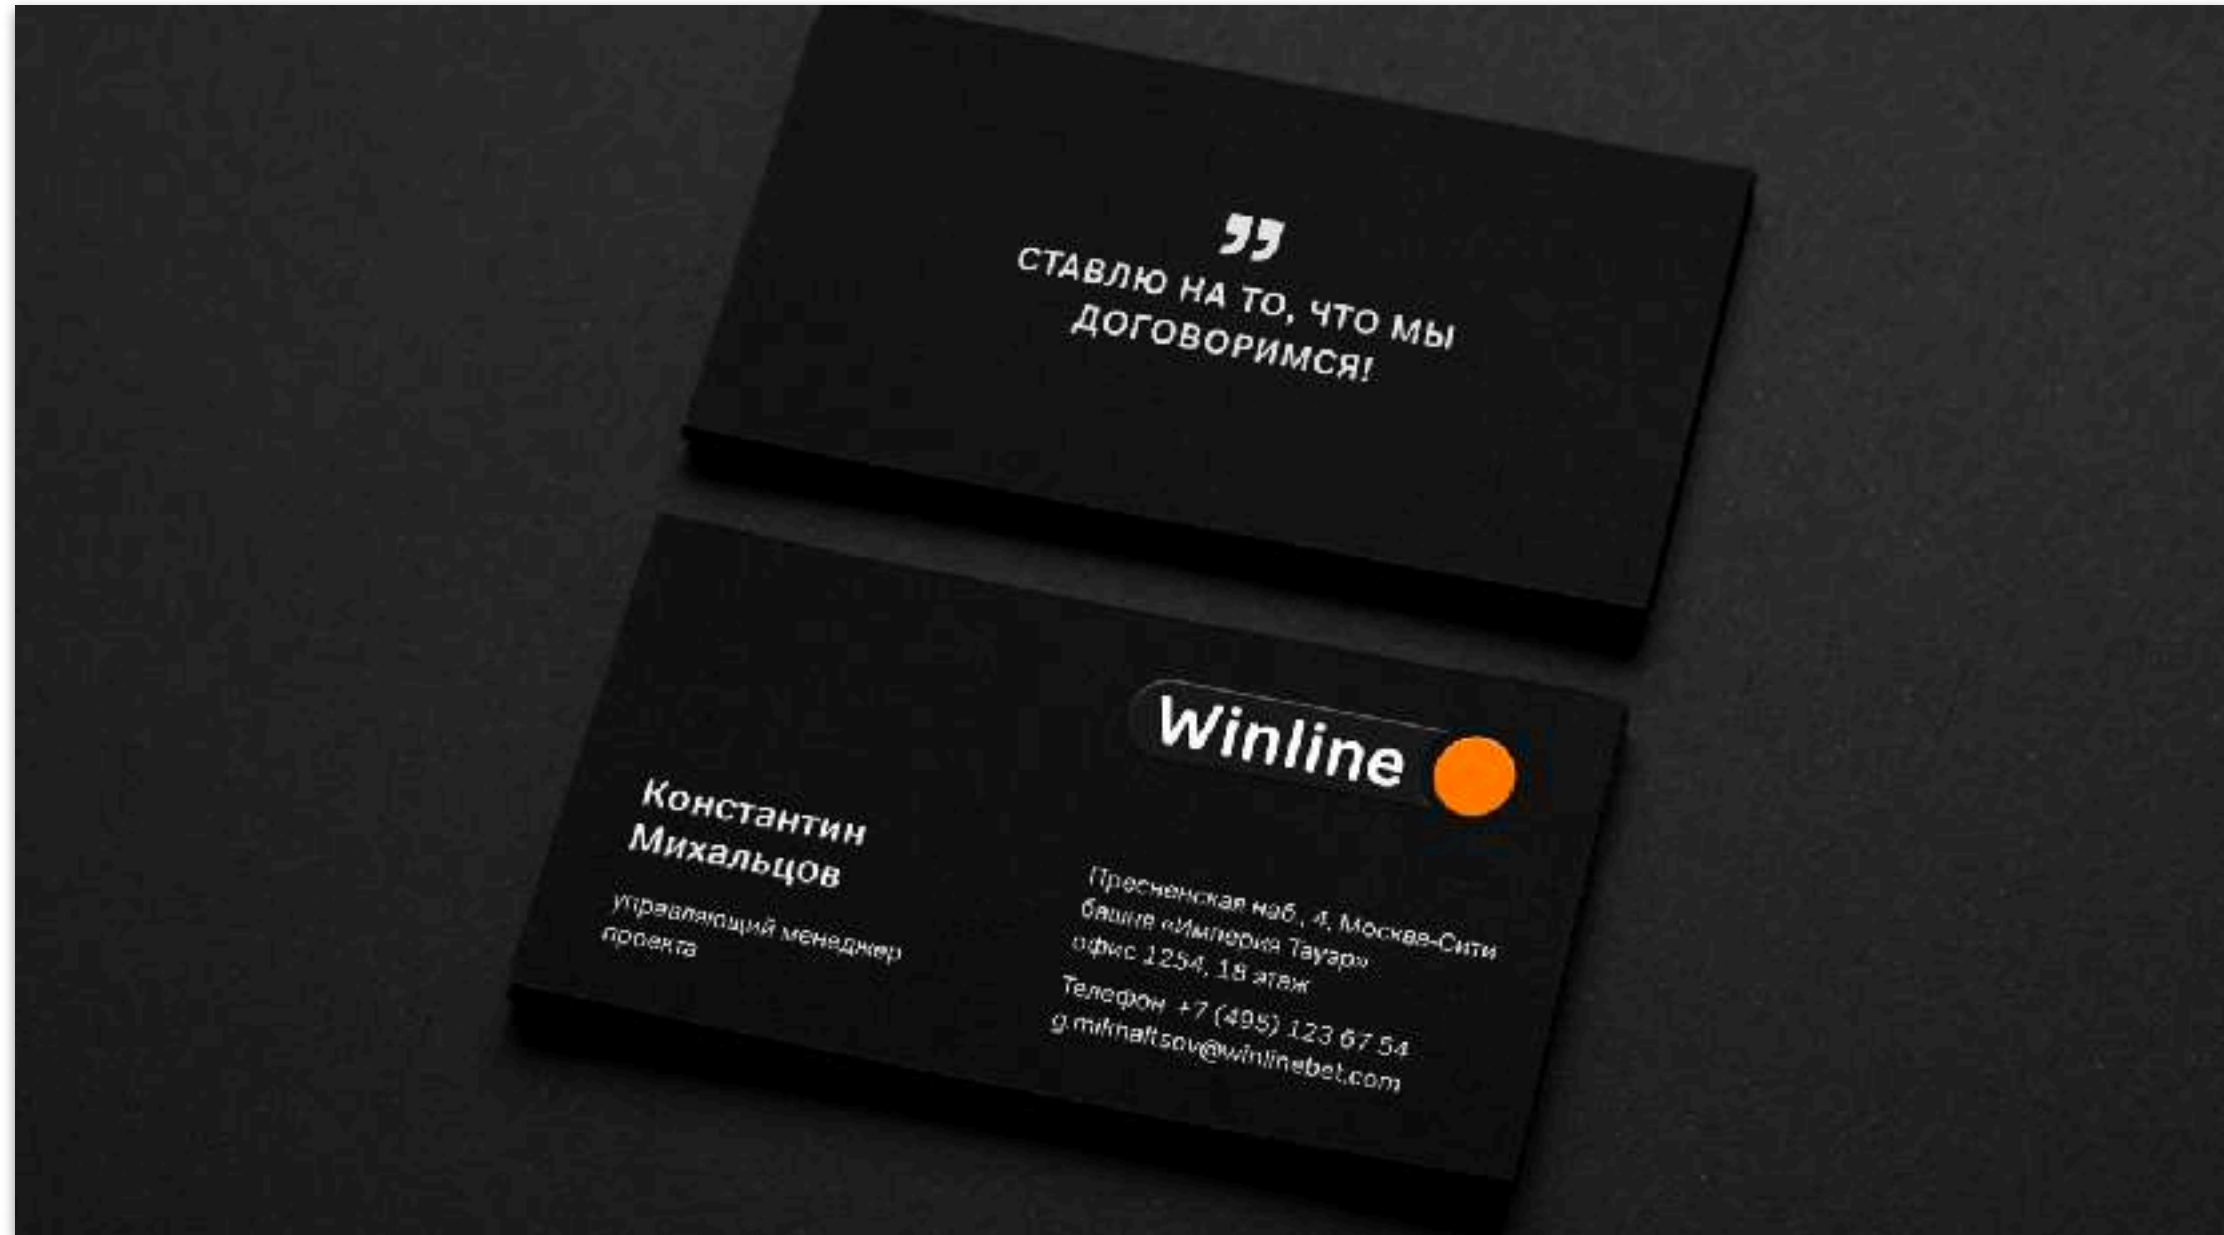 СТАВЛЮ НА ТО, ЧТО МЫ
ДОГОВОРИМСЯ!
Winline
Константин
Михальцов
управляющий менеджер
проекта
Пресненская наб., 4, Москва-Сити
башня «Империя Тауэр»
офис 1254, 18 этаж
Телефон +7 (495) 123 67 54
g.mikhaltsov@winlinebet.com